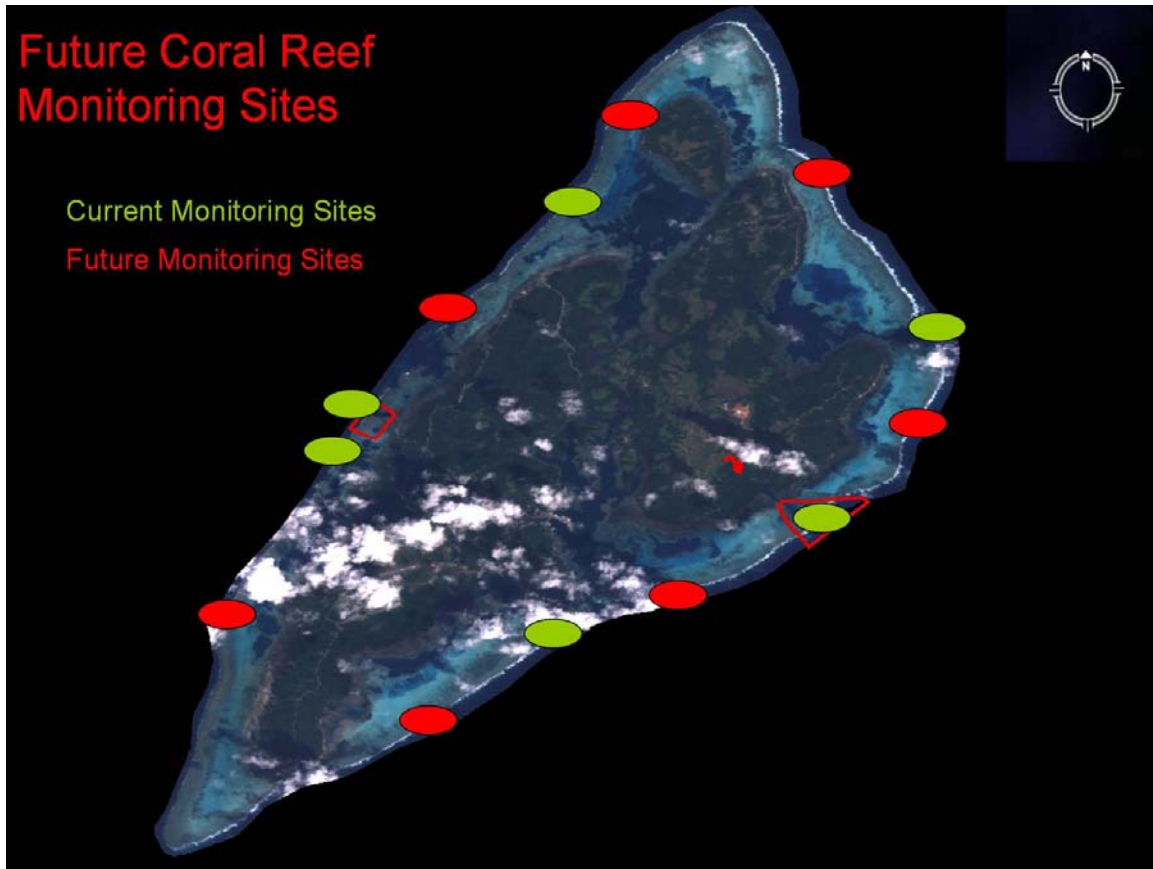 Future Coral Reef
Monitoring Sites
Current Monitoring Sites
Future Monitoring Sites
N